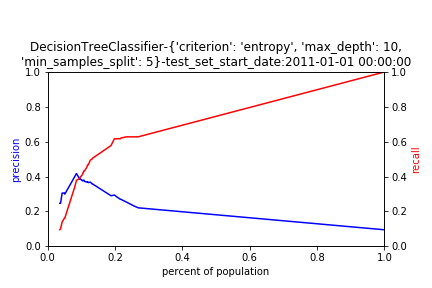 DecisionTreeClassifier-{'criterion': 'entropy', 'max_depth': 10,
'min_samples_split': 5}-test_set_start_date:2011-01-01 00:00:00
1.0
0.8
0.6
0.4
0.2
0.0
precision
1.0
0.8
0.6
0.4
0.2
0.0
recall
0.0 0.2 0.4 0.6 0.8 1.0
percent of population